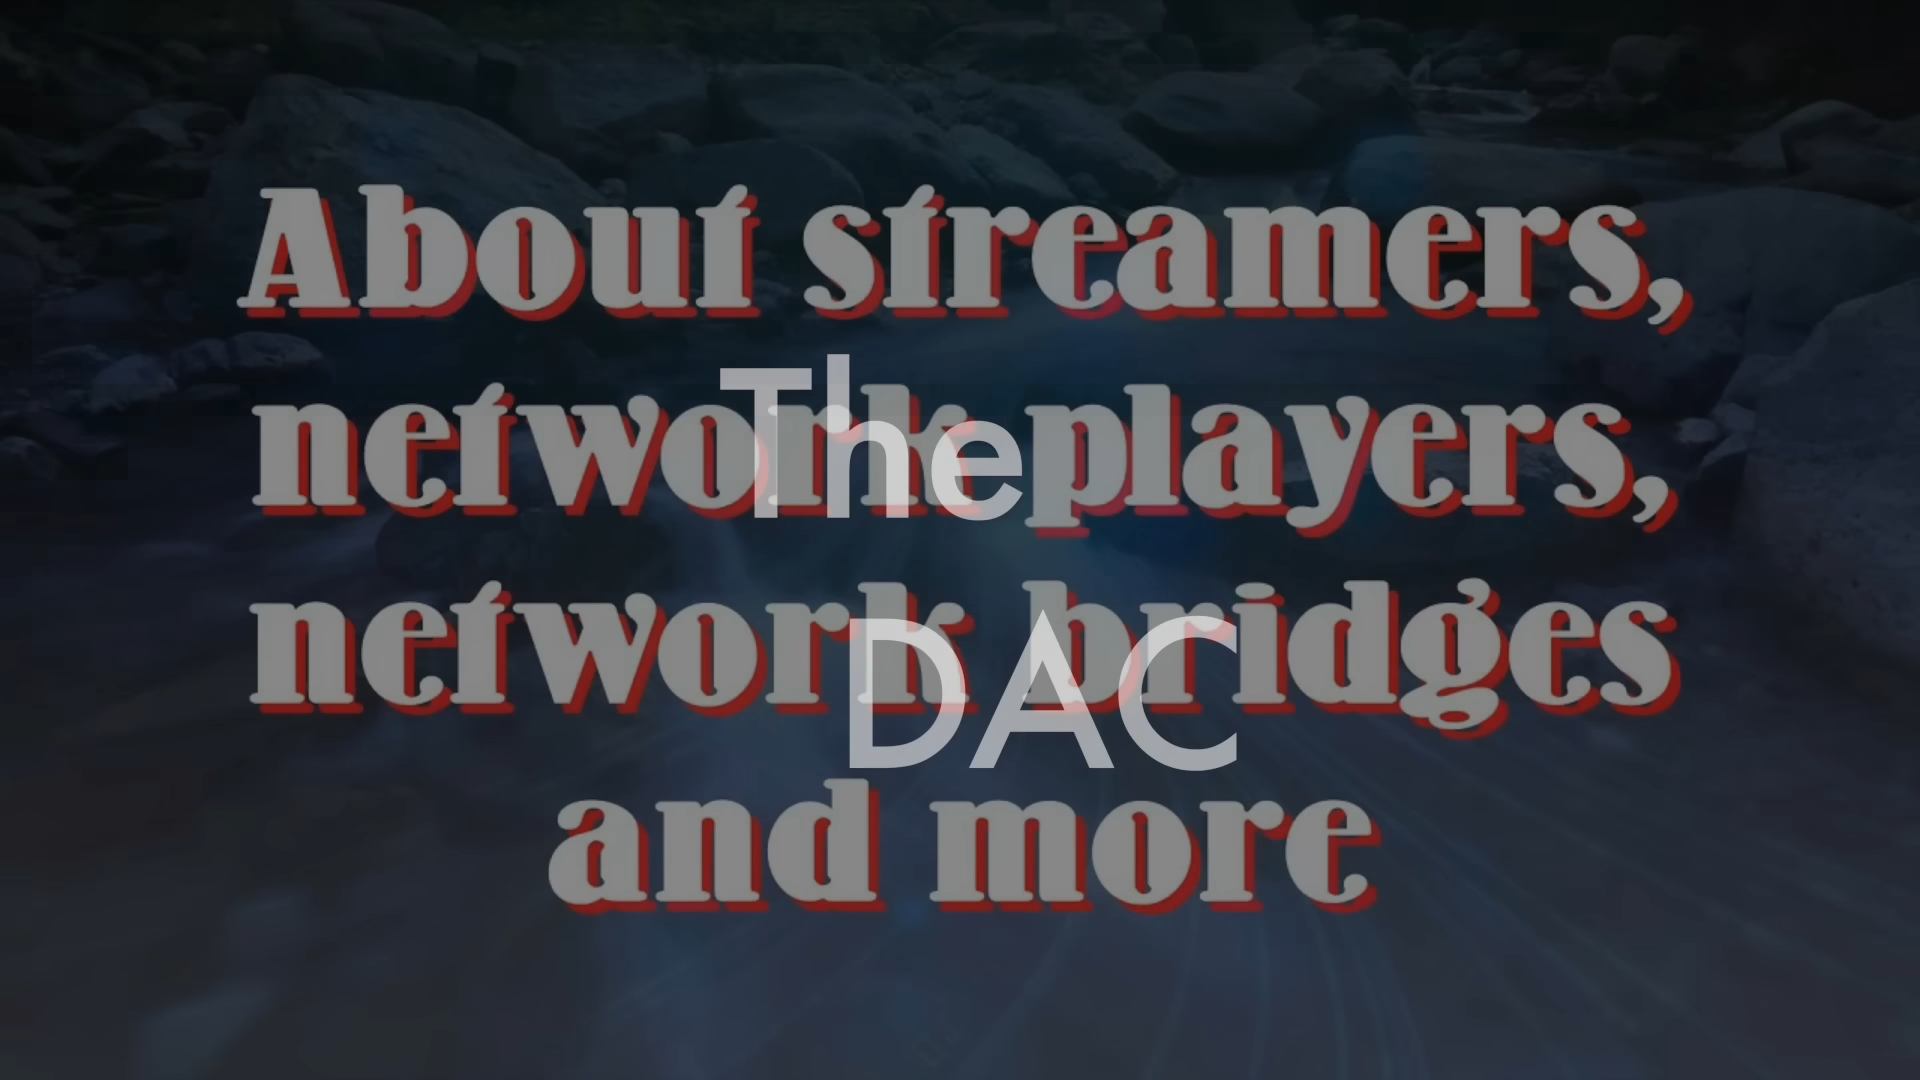 About streamers,
network players,
network bridges
and more
The
DAC